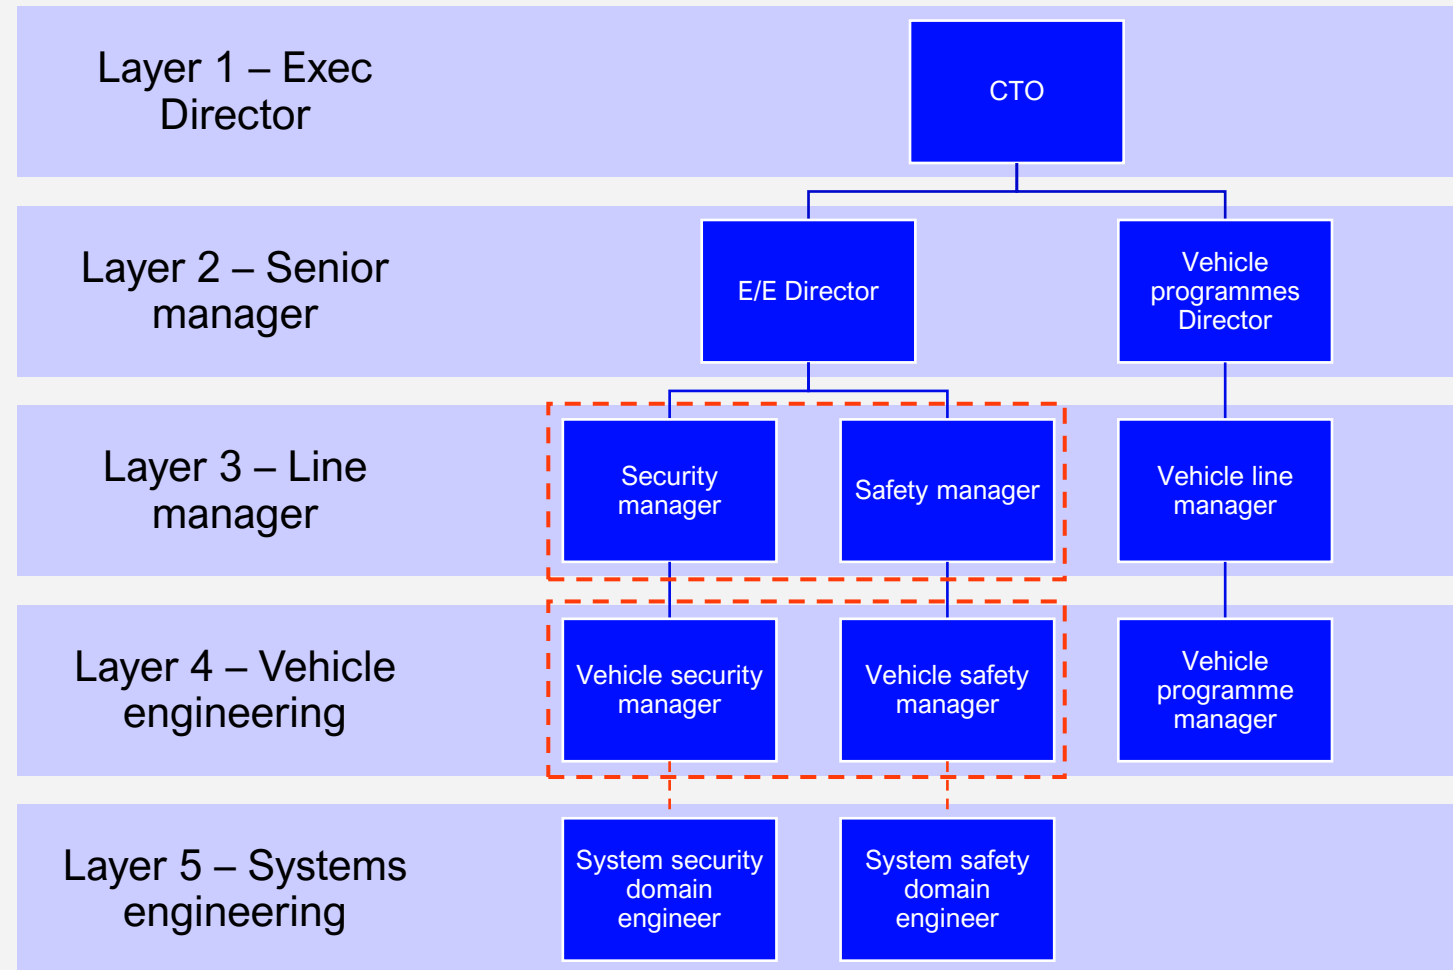 Layer 1 – Exec
Director
CTO
Layer 2 – Senior
manager
E/E Director
Vehicle
programmes
Director
Layer 3 – Line
manager
Security
manager
Safety manager
Vehicle line
manager
Layer 4 – Vehicle
engineering
Vehicle security
manager
Vehicle safety
manager
Vehicle
programme
manager
Layer 5 – Systems
engineering
System security
domain
engineer
System safety
domain
engineer